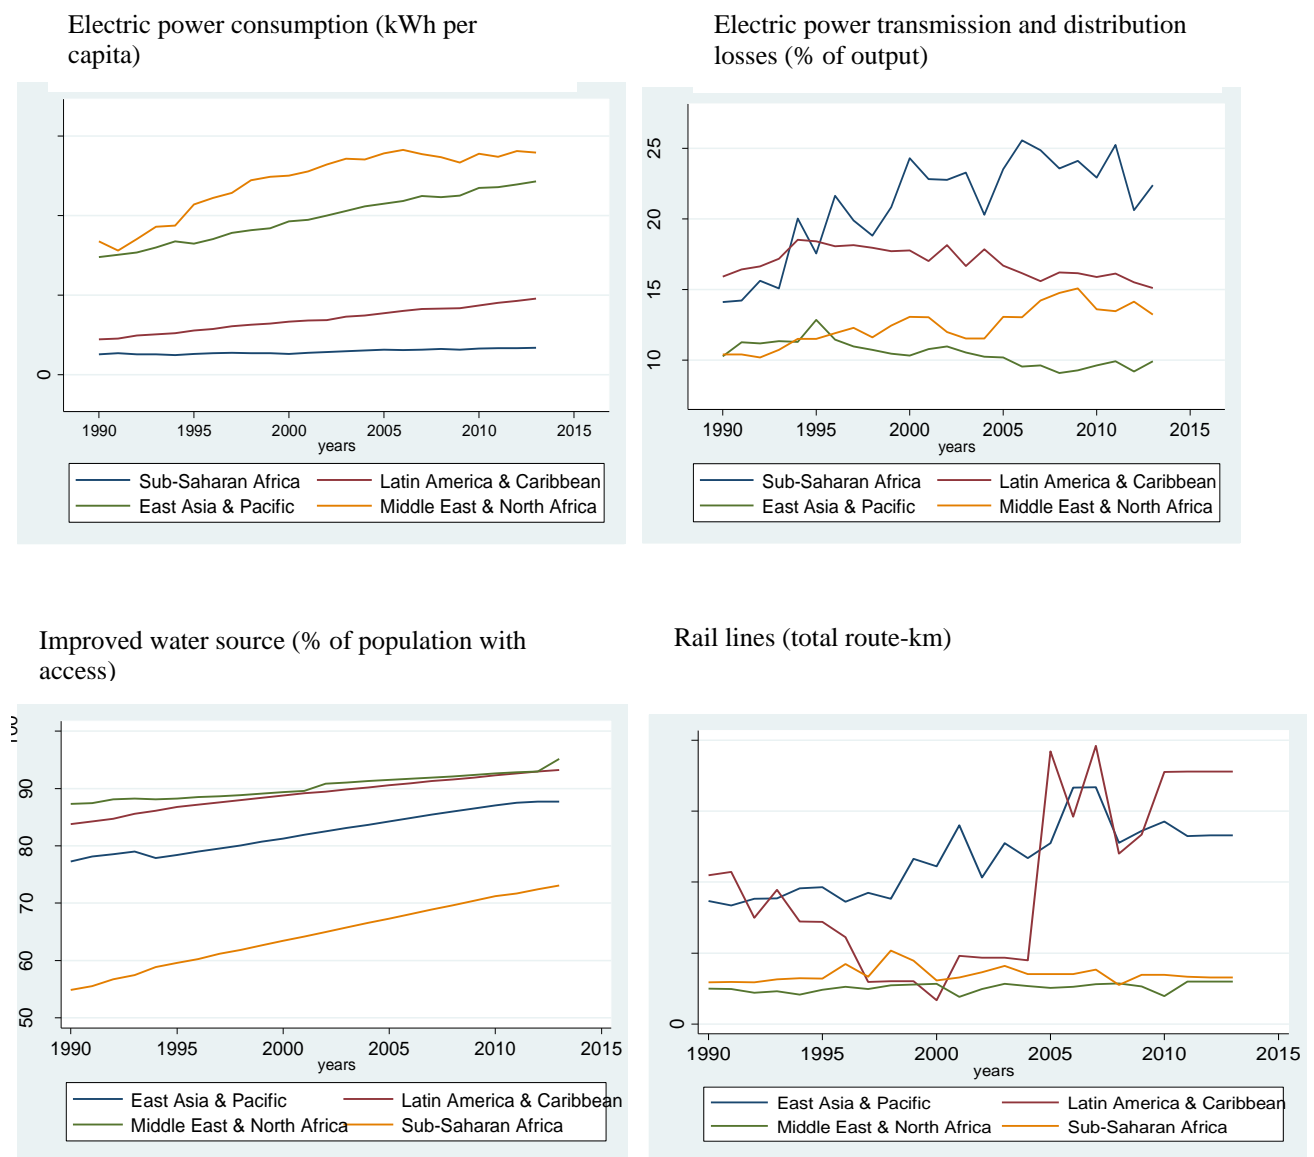 Electric power consumption (kWh per
capita)
0
1990 1995 2000 2005 2010 2015
years
Sub-Saharan Africa Latin America & Caribbean
East Asia & Pacific Middle East & North Africa
Electric power transmission and distribution
losses (% of output)
25
20
15
10
1990 1995 2000 2005 2010 2015
years
Sub-Saharan Africa Latin America & Caribbean
East Asia & Pacific Middle East & North Africa
Improved water source (% of population with
access)
100
90
80
70
60
50
1990 1995 2000 2005 2010 2015
years
East Asia & Pacific Latin America & Caribbean
Middle East & North Africa Sub-Saharan Africa
Rail lines (total route-km)
0
1990 1995 2000 2005 2010 2015
years
East Asia & Pacific Latin America & Caribbean
Middle East & North Africa Sub-Saharan Africa